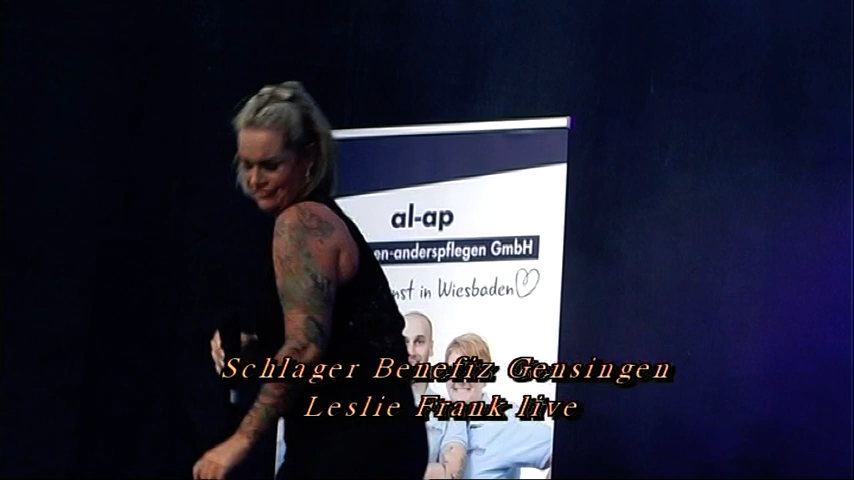 al-ap
en-anderspflegen GmbH
nst in Wiesbaden
Schlager Benefiz Gensingen
Leslie Frank live